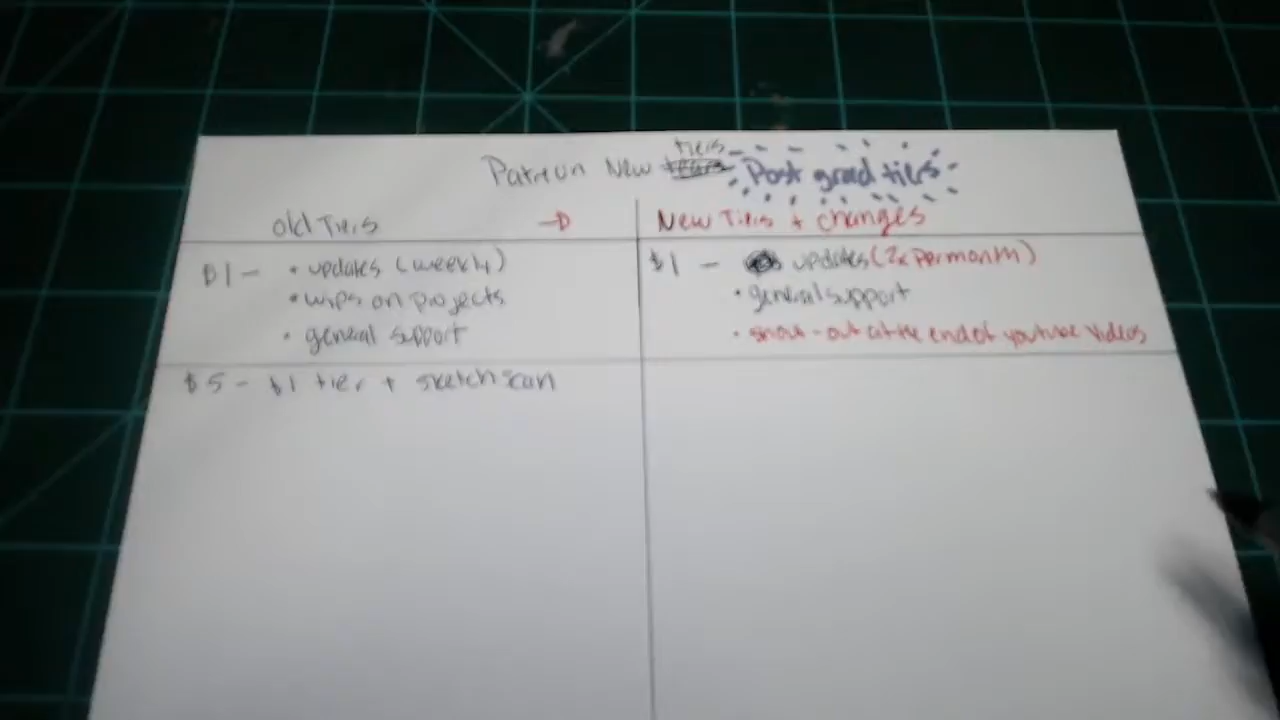 Patreon New tiers Post grad tiers
Old Tiers → New Tiers + changes
$1 - • updates (weekly)
• wips on projects
• general support
$1 - updates (2x per month)
• general support
• shout-out at the end of youtube videos
$5 - $1 tier + sketch scan